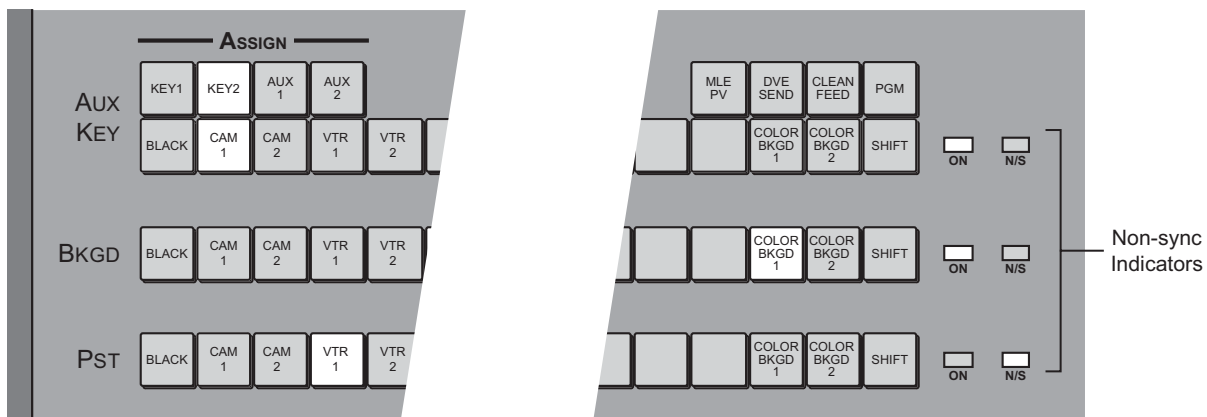 ASSIGN
AUX
KEY
KEY1 KEY2 AUX 1 AUX 2 MLE PV DVE SEND CLEAN FEED PGM
BLACK CAM 1 CAM 2 VTR 1 VTR 2 COLOR BKGD 1 COLOR BKGD 2 SHIFT ON N/S
BKGD BLACK CAM 1 CAM 2 VTR 1 VTR 2 COLOR BKGD 1 COLOR BKGD 2 SHIFT ON N/S
Non-sync
Indicators
PST BLACK CAM 1 CAM 2 VTR 1 VTR 2 COLOR BKGD 1 COLOR BKGD 2 SHIFT ON N/S